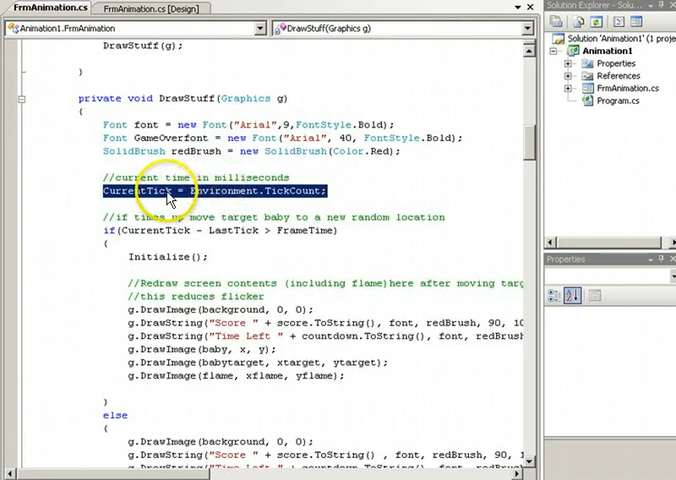 FrmAnimation.cs
FrmAnimation.cs [Design]
Animation1.FrmAnimation
DrawStuff(Graphics g)
DrawStuff(g);
}
private void DrawStuff(Graphics g)
{
Font font = new Font("Arial",9,FontStyle.Bold);
Font GameOverfont = new Font("Arial", 40, FontStyle.Bold);
SolidBrush redBrush = new SolidBrush(Color.Red);
//current time in milliseconds
CurrentTick = Environment.TickCount;
//if times up move target baby to a new random location
if(CurrentTick - LastTick > FrameTime)
{
Initialize();
//Redraw screen contents (including flame)here after moving targ
//this reduces flicker
g.DrawImage(background, 0, 0);
g.DrawString("Score " + score.ToString(), font, redBrush, 90, 10
g.DrawString("Time Left " + countdown.ToString(), font, redBrush
g.DrawImage(baby, x, y);
g.DrawImage(babytarget, xtarget, ytarget);
g.DrawImage(flame, xflame, yflame);
}
else
{
g.DrawImage(background, 0, 0);
g.DrawString("Score " + score.ToString() , font, redBrush, 90, 1
Solution Explorer - Solu
Solution 'Animation1' (1 proj
Animation1
Properties
References
FrmAnimation.cs
Program.cs
Properties